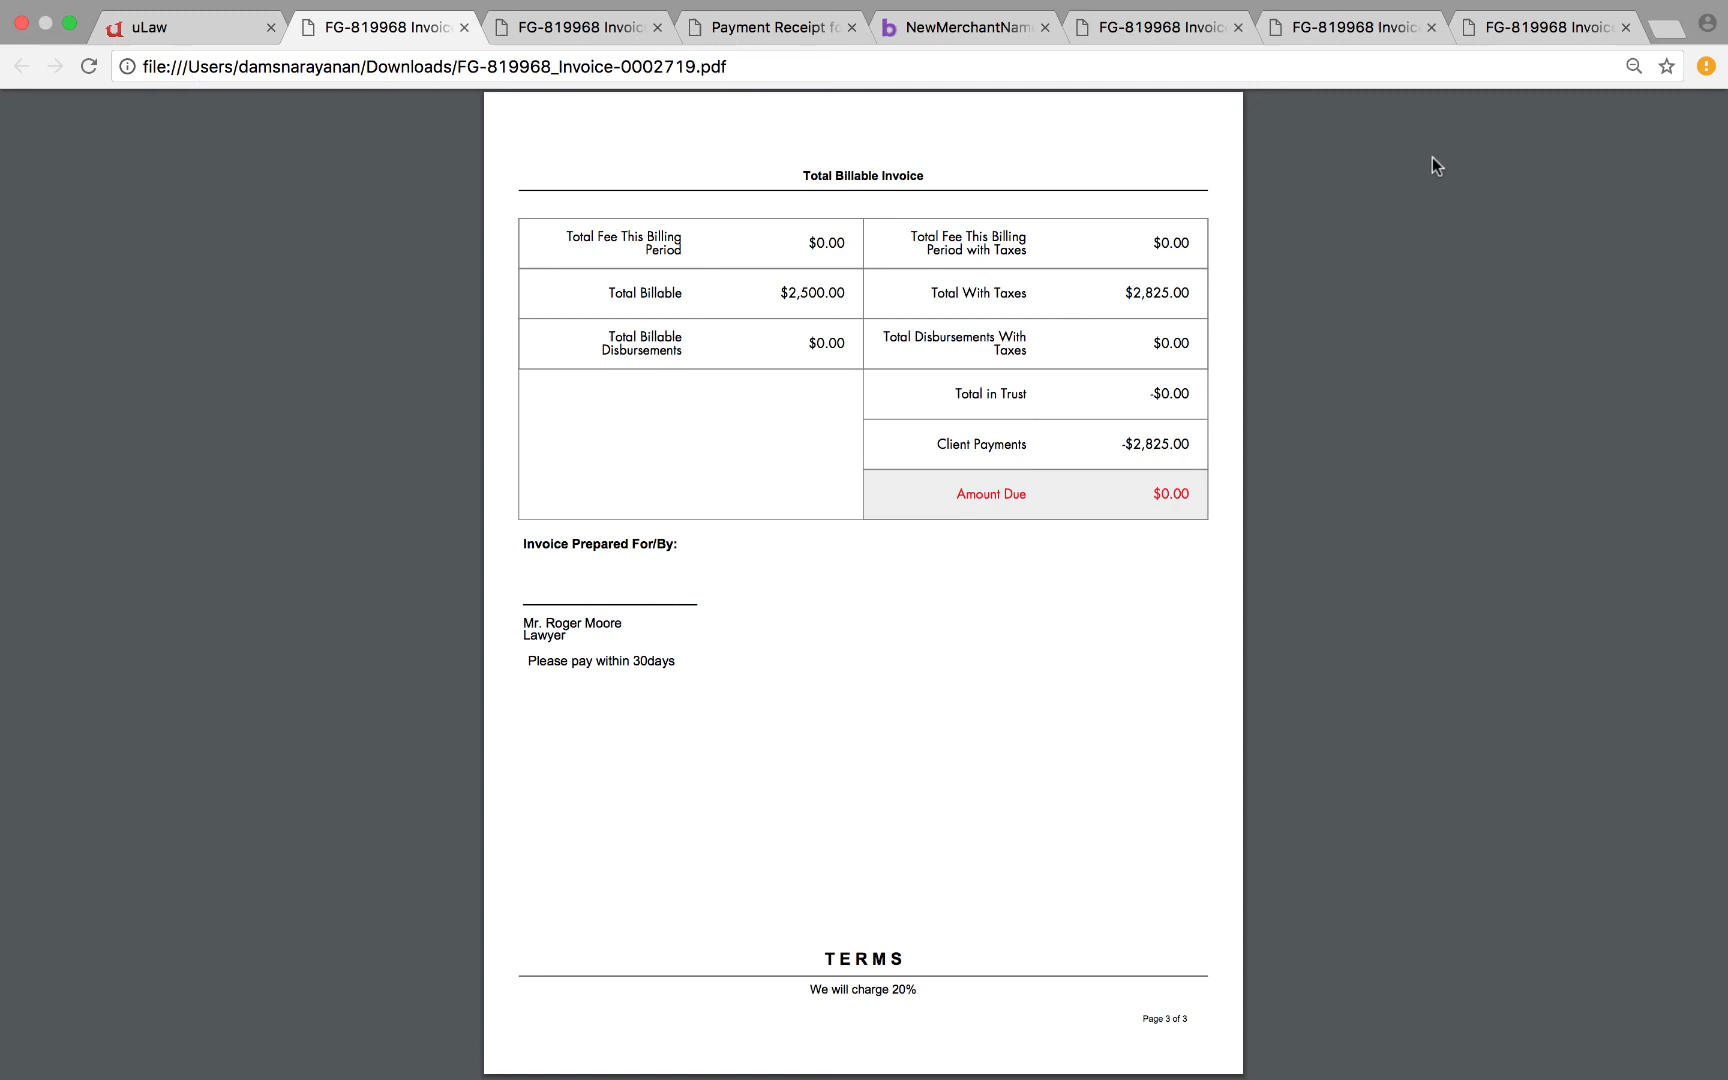 uLaw
FG-819968 Invoic
FG-819968 Invoic
Payment Receipt fo
NewMerchantNam
FG-819968 Invoic
FG-819968 Invoic
FG-819968 Invoic
file:///Users/damsnarayanan/Downloads/FG-819968_Invoice-0002719.pdf
Total Billable Invoice
Total Fee This Billing
Period
$0.00
Total Fee This Billing
Period with Taxes
$0.00
Total Billable
$2,500.00
Total With Taxes
$2,825.00
Total Billable
Disbursements
$0.00
Total Disbursements With
Taxes
$0.00
Total in Trust
-$0.00
Client Payments
-$2,825.00
Amount Due
$0.00
Invoice Prepared For/By:
Mr. Roger Moore
Lawyer
Please pay within 30days
TERMS
We will charge 20%
Page 3 of 3